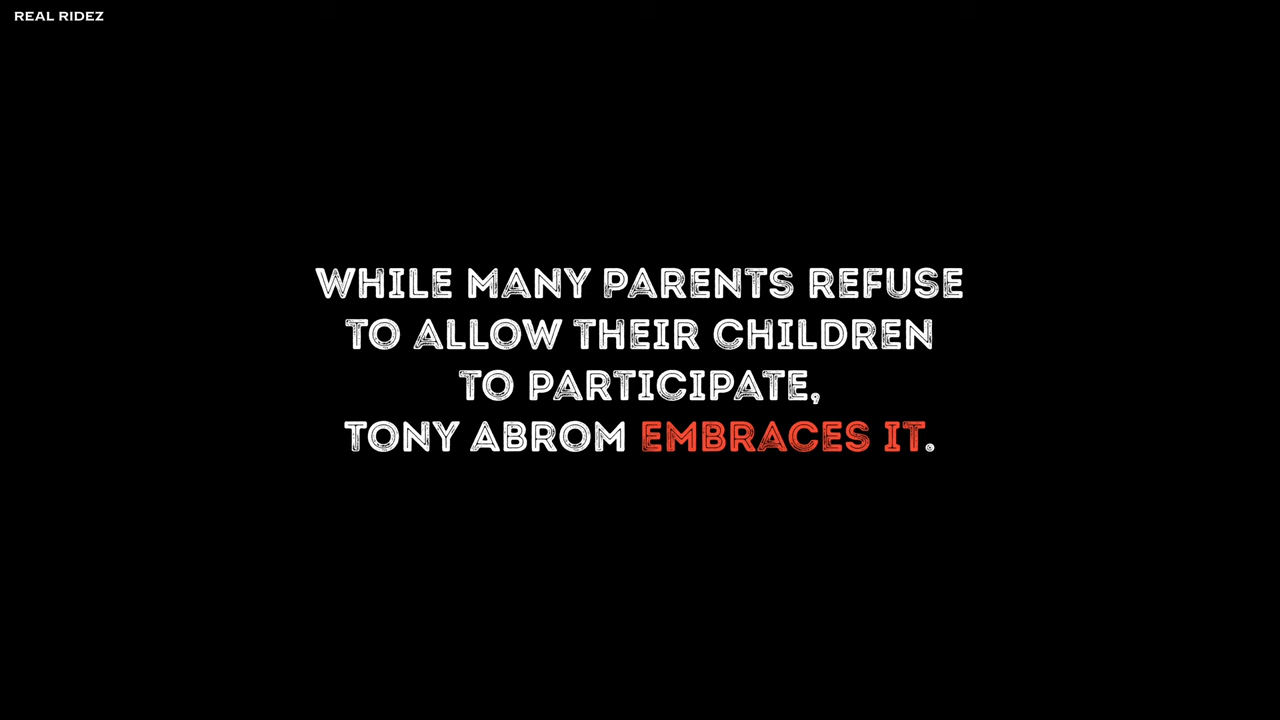 REAL RIDEZ
WHILE MANY PARENTS REFUSE
TO ALLOW THEIR CHILDREN
TO PARTICIPATE,
TONY ABROM EMBRACES IT.